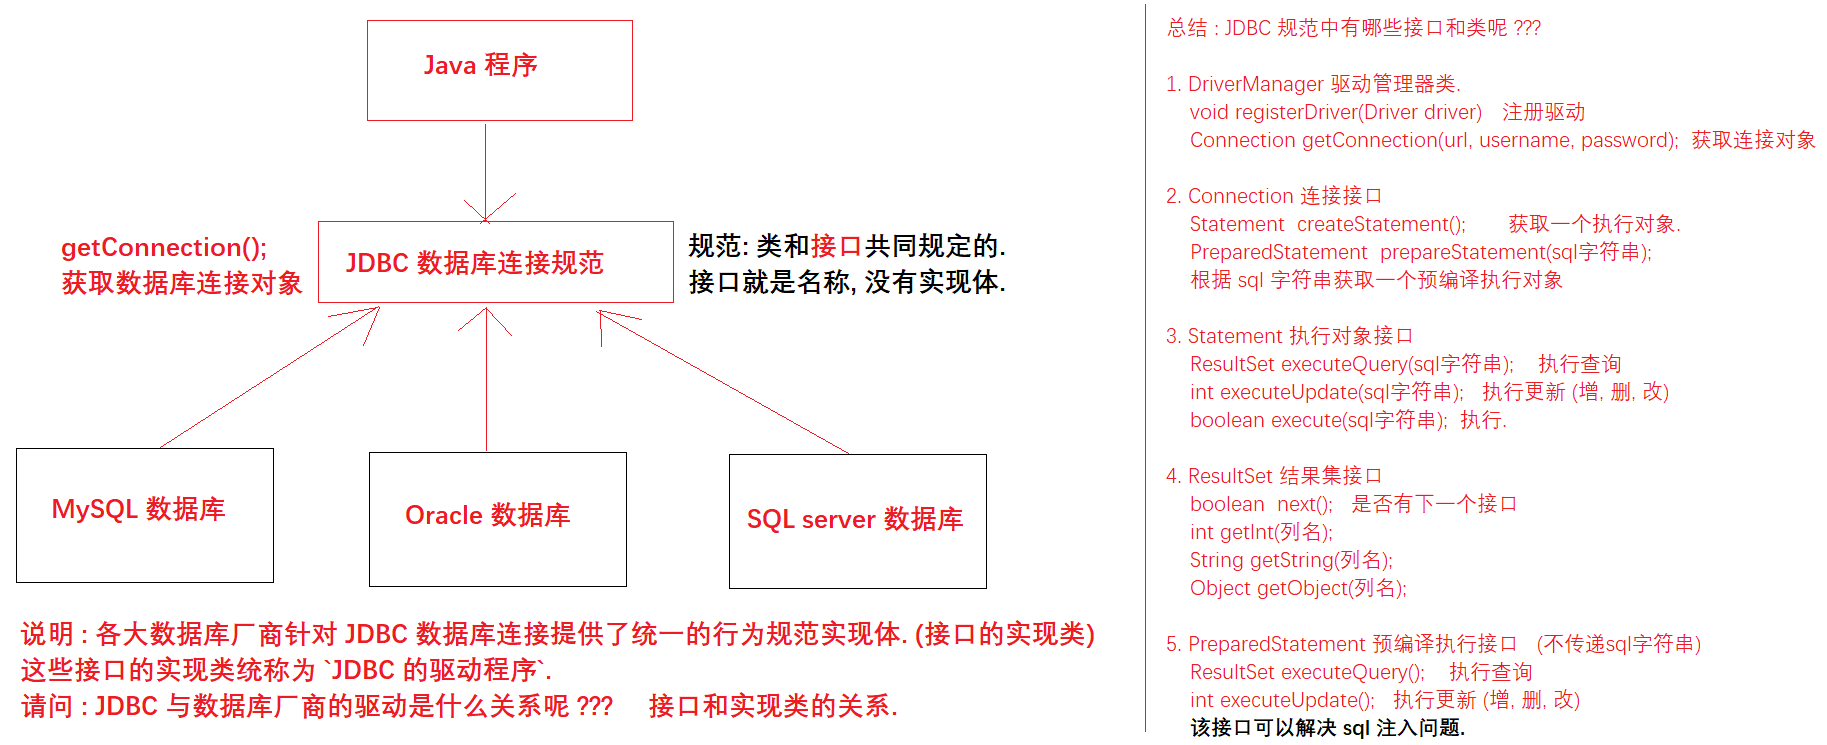 Java 程序
getConnection();
获取数据库连接对象
JDBC 数据库连接规范
规范: 类和接口共同规定的.
接口就是名称, 没有实现体.
MySQL 数据库
Oracle 数据库
SQL server 数据库
说明 : 各大数据库厂商针对 JDBC 数据库连接提供了统一的行为规范实现体. (接口的实现类)
这些接口的实现类统称为 `JDBC 的驱动程序`.
请问 : JDBC 与数据库厂商的驱动是什么关系呢 ??? 接口和实现类的关系.
总结 : JDBC 规范中有哪些接口和类呢 ???
1. DriverManager 驱动管理器类.
void registerDriver(Driver driver) 注册驱动
Connection getConnection(url, username, password); 获取连接对象
2. Connection 连接接口
Statement createStatement(); 获取一个执行对象.
PreparedStatement prepareStatement(sql字符串);
根据 sql 字符串获取一个预编译执行对象
3. Statement 执行对象接口
ResultSet executeQuery(sql字符串); 执行查询
int executeUpdate(sql字符串); 执行更新 (增, 删, 改)
boolean execute(sql字符串); 执行.
4. ResultSet 结果集接口
boolean next(); 是否有下一个接口
int getInt(列名);
String getString(列名);
Object getObject(列名);
5. PreparedStatement 预编译执行接口 (不传递sql字符串)
ResultSet executeQuery(); 执行查询
int executeUpdate(); 执行更新 (增, 删, 改)
该接口可以解决 sql 注入问题.